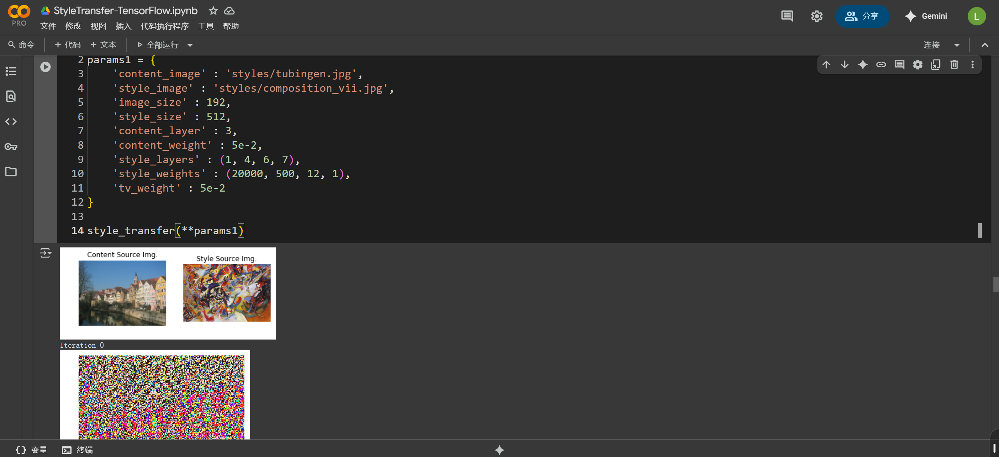 StyleTransfer-TensorFlow.ipynb
PRO
文件 修改 视图 插入 代码执行程序 工具 帮助
分享
Gemini
L
命令 + 代码 + 文本 全部运行
连接
2 params1 = {
3 'content_image' : 'styles/tubingen.jpg',
4 'style_image' : 'styles/composition_vii.jpg',
5 'image_size' : 192,
6 'style_size' : 512,
7 'content_layer' : 3,
8 'content_weight' : 5e-2,
9 'style_layers' : (1, 4, 6, 7),
10 'style_weights' : (20000, 500, 12, 1),
11 'tv_weight' : 5e-2
12 }
13
14 style_transfer(**params1)
Content Source Img.
Style Source Img.
Iteration 0
变量 终端